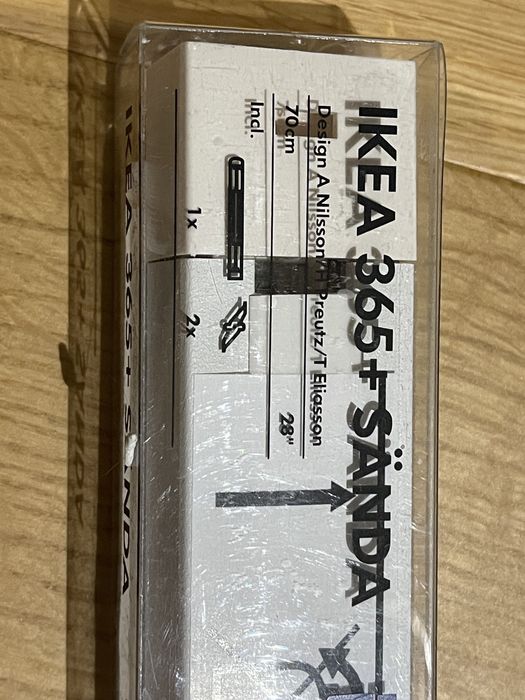 IKEA 365+ SÄNDA
Design A Nilsson/H Preutz/T Eliasson
70cm 28"
Incl.
1x 2x
IKEA 365+ SÄNDA